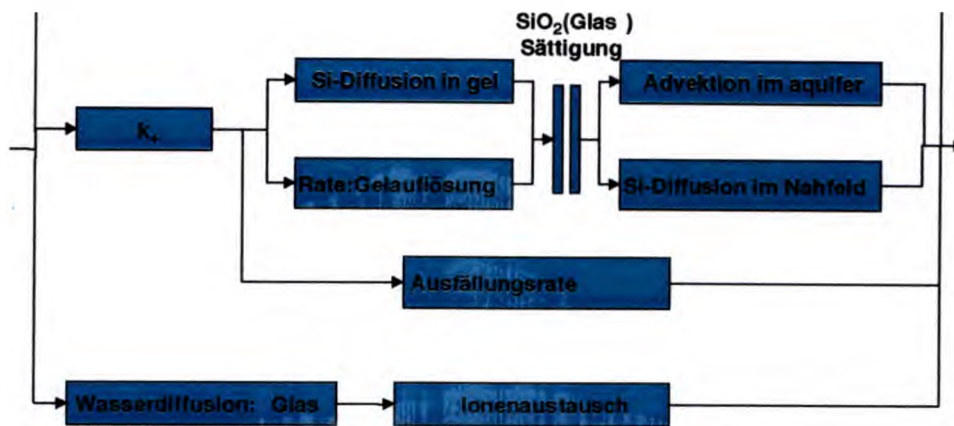 SiO₂(Glas )
Sättigung
Si-Diffusion in gel
Advektion im aquifer
k₊
Rate:Gelauflösung
Si-Diffusion im Nahfeld
Ausfällungsrate
Wasserdiffusion: Glas
Ionenaustausch